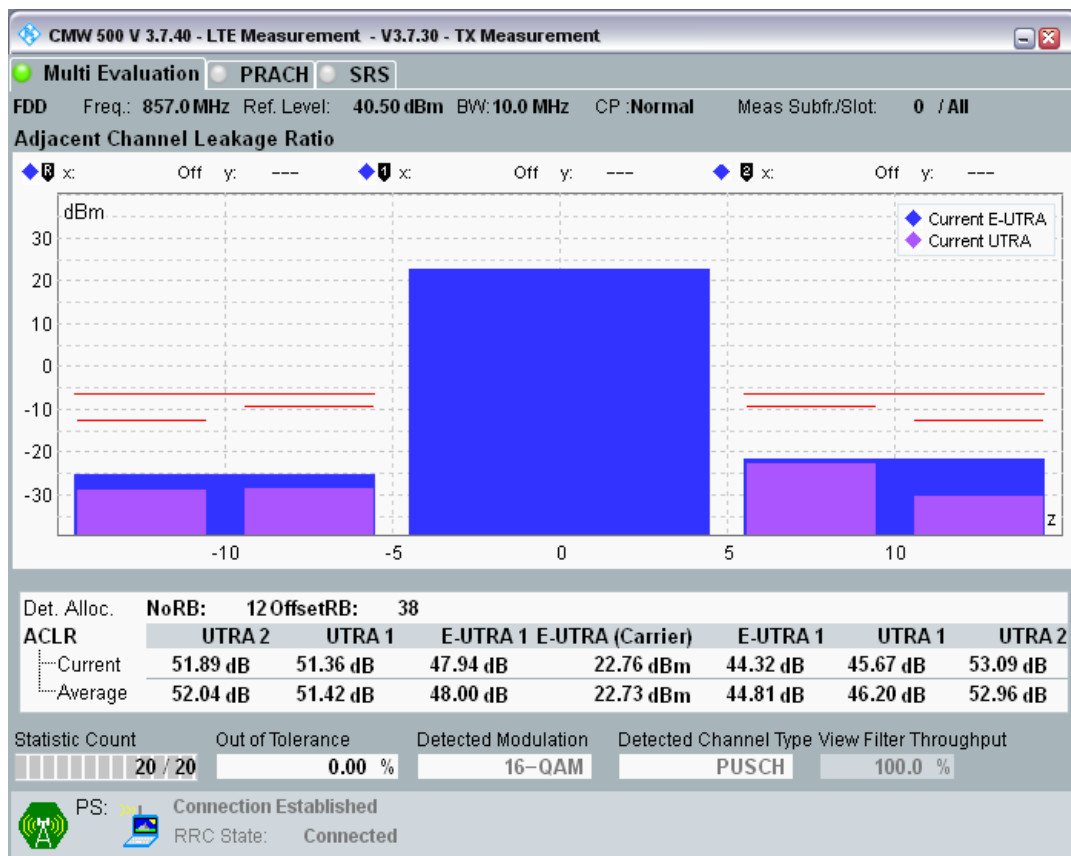 CMW 500 V 3.7.40 - LTE Measurement - V3.7.30 - TX Measurement
Multi Evaluation PRACH SRS
FDD Freq.: 857.0 MHz Ref. Level: 40.50 dBm BW: 10.0 MHz CP :Normal Meas Subfr./Slot: 0 / All
Adjacent Channel Leakage Ratio
R x: Off y: --- 1 x: Off y: --- 2 x: Off y: ---
dBm
Current E-UTRA
Current UTRA
30
20
10
0
-10
-20
-30
z
-10 -5 0 5 10
Det. Alloc. NoRB: 12 OffsetRB: 38
ACLR UTRA 2 UTRA 1 E-UTRA 1 E-UTRA (Carrier) E-UTRA 1 UTRA 1 UTRA 2
Current 51.89 dB 51.36 dB 47.94 dB 22.76 dBm 44.32 dB 45.67 dB 53.09 dB
Average 52.04 dB 51.42 dB 48.00 dB 22.73 dBm 44.81 dB 46.20 dB 52.96 dB
Statistic Count Out of Tolerance Detected Modulation Detected Channel Type View Filter Throughput
20 / 20 0.00 % 16-QAM PUSCH 100.0 %
PS: Connection Established
RRC State: Connected